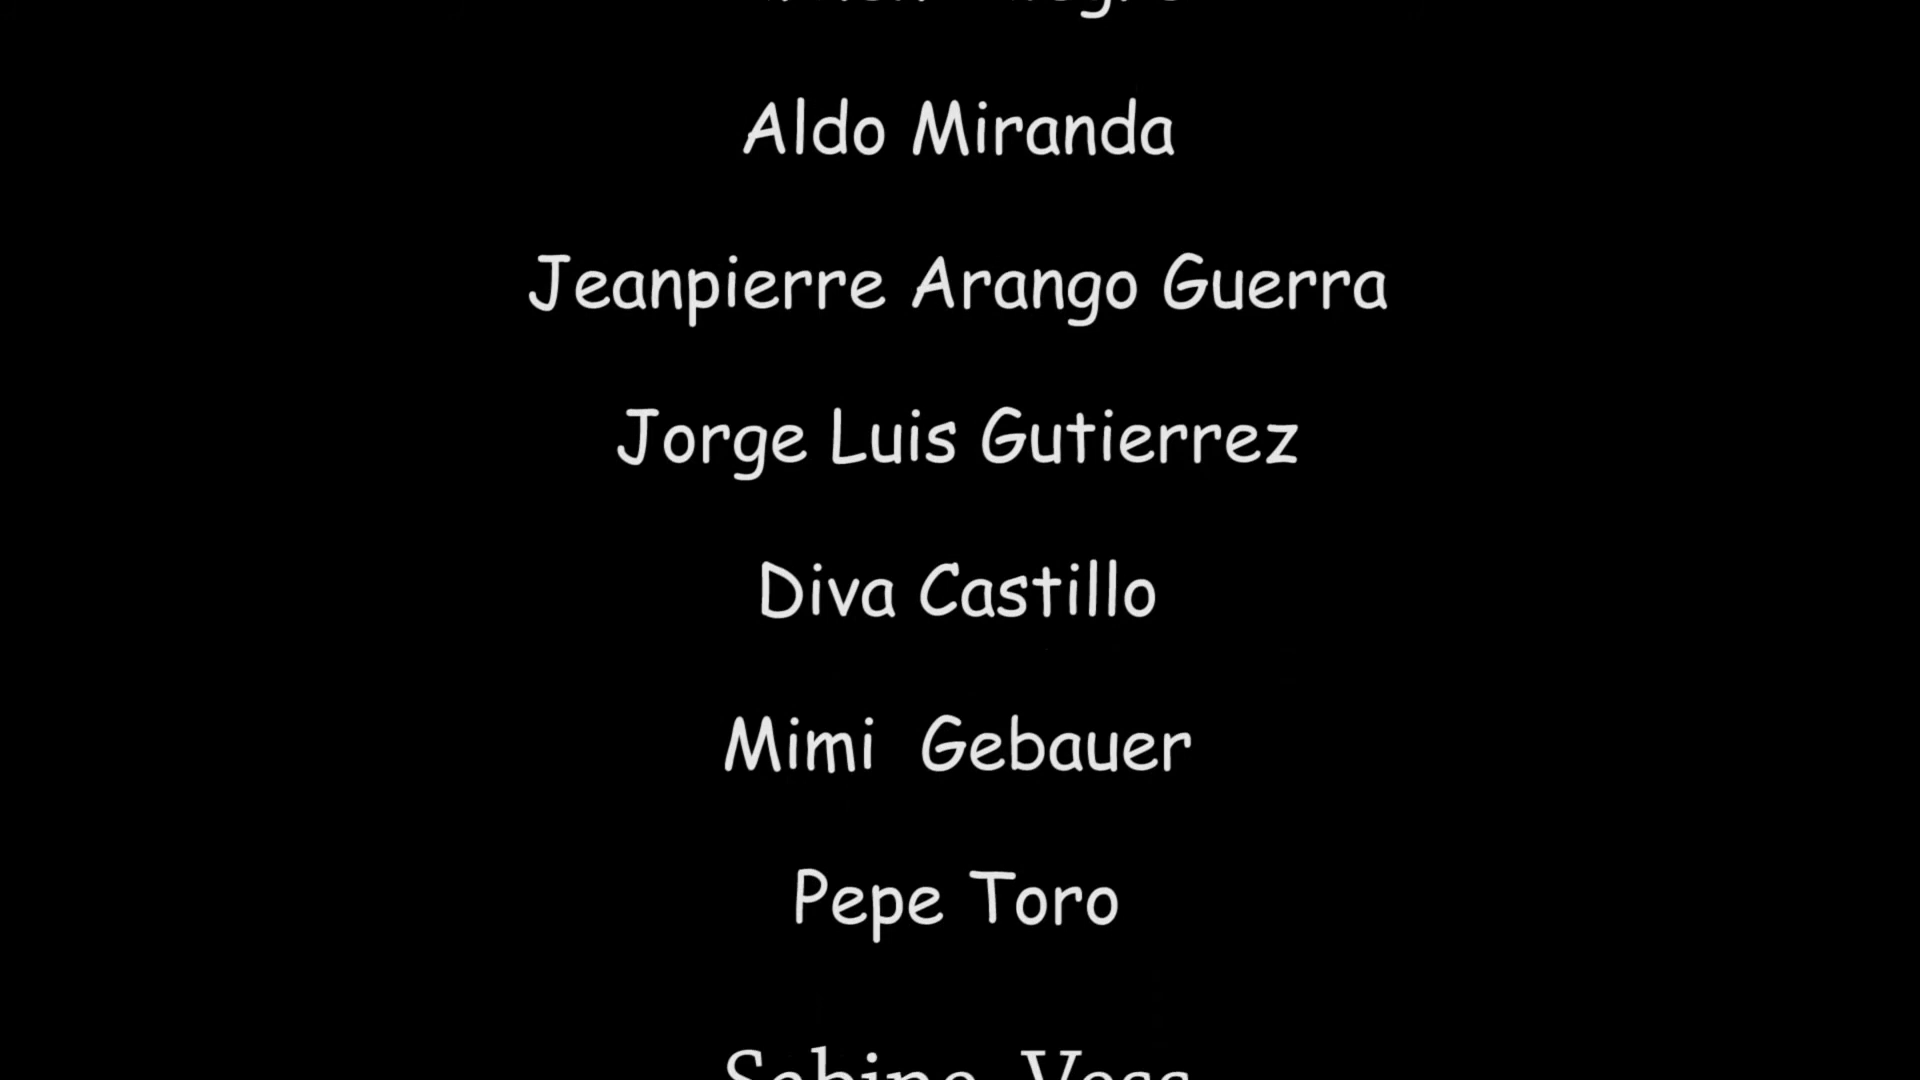 Aldo Miranda
Jeanpierre Arango Guerra
Jorge Luis Gutierrez
Diva Castillo
Mimi  Gebauer
Pepe Toro